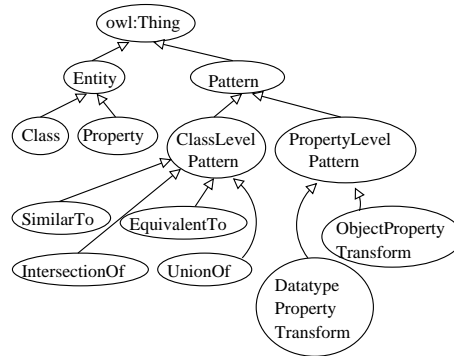 owl:Thing
Entity
Pattern
Class
Property
ClassLevel
Pattern
PropertyLevel
Pattern
SimilarTo
EquivalentTo
ObjectProperty
Transform
IntersectionOf
UnionOf
Datatype
Property
Transform